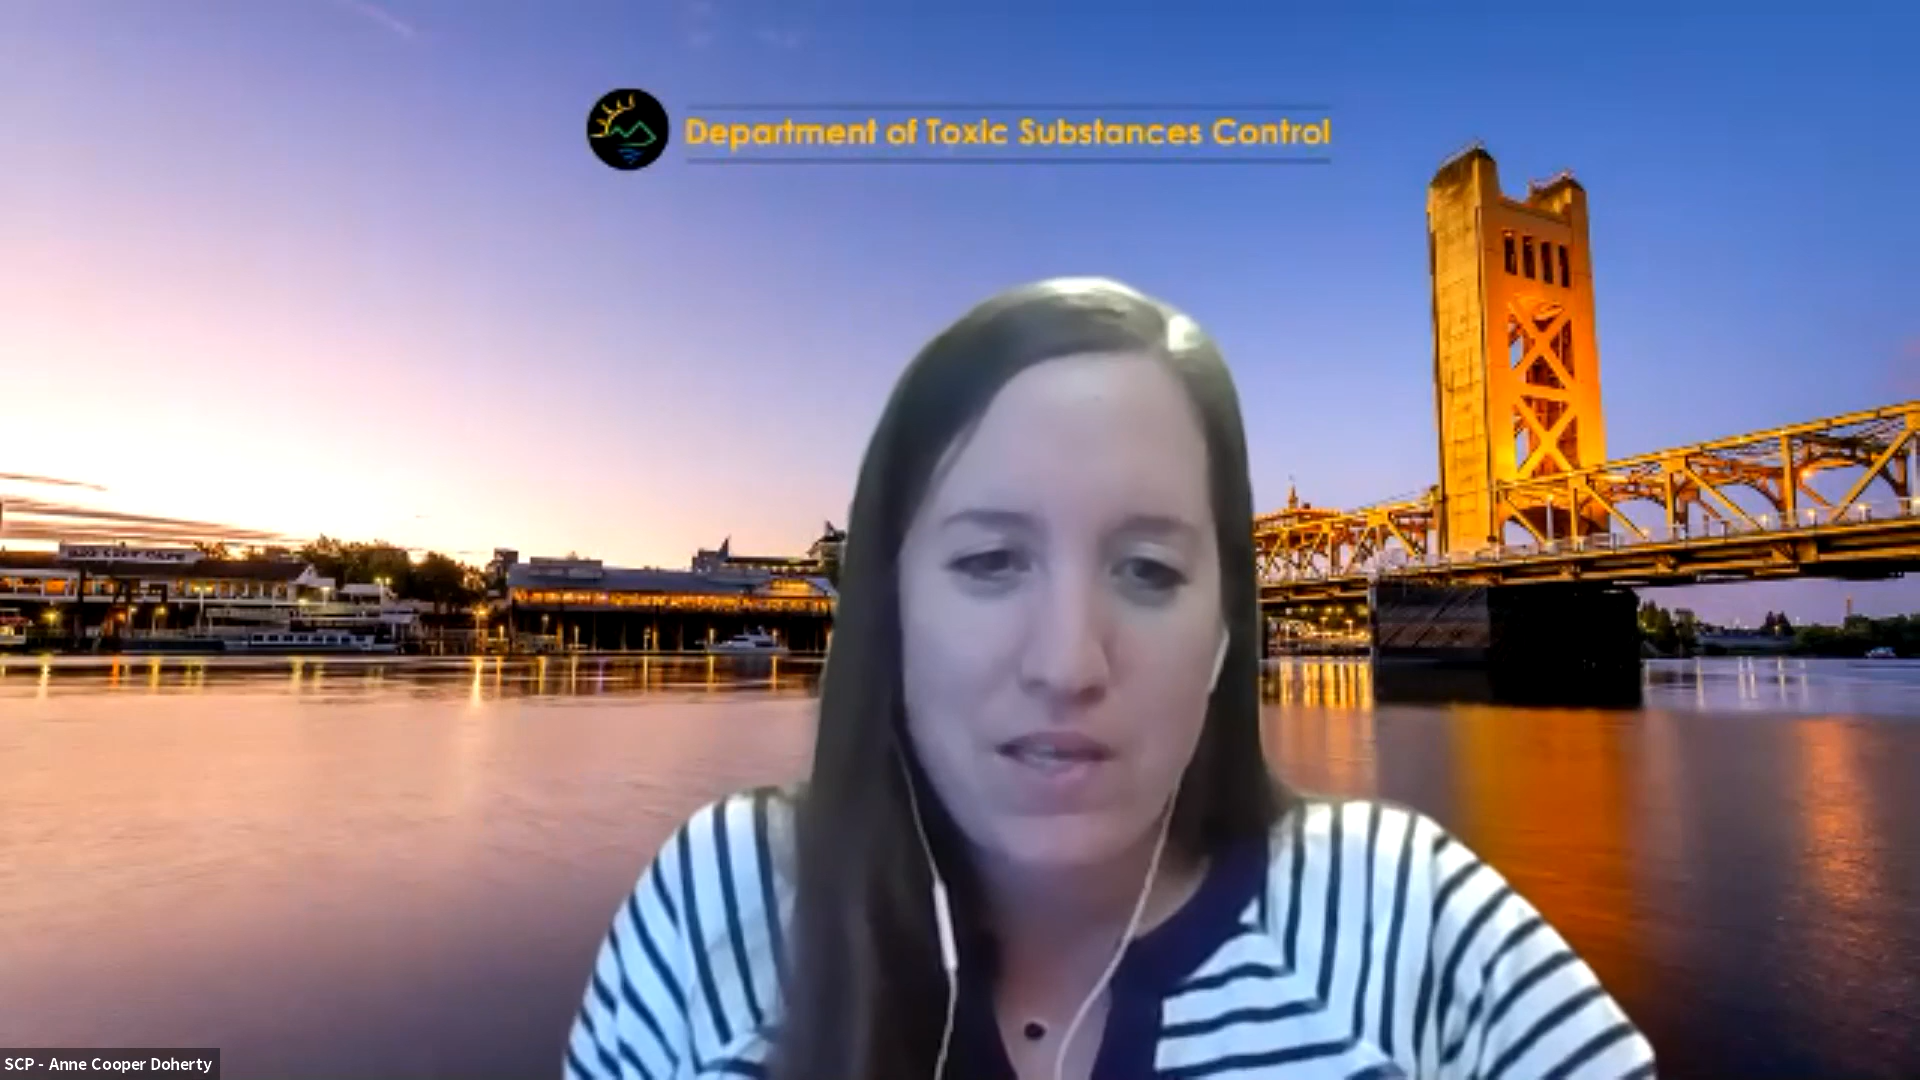 Department of Toxic Substances Control
SCP - Anne Cooper Doherty